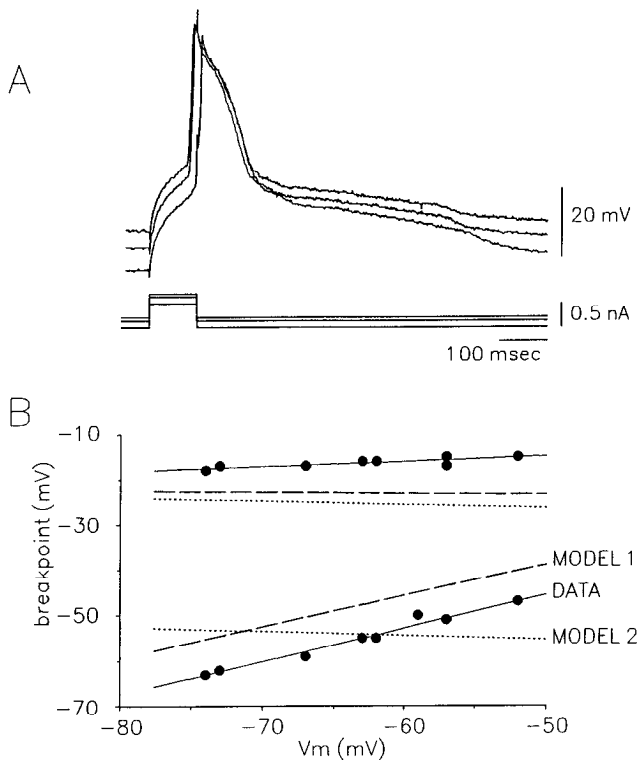 A
20 mV
0.5 nA
100 msec
B
−10
−30
−50
−70
breakpoint (mV)
MODEL 1
DATA
MODEL 2
−80
−70
−60
−50
Vm (mV)